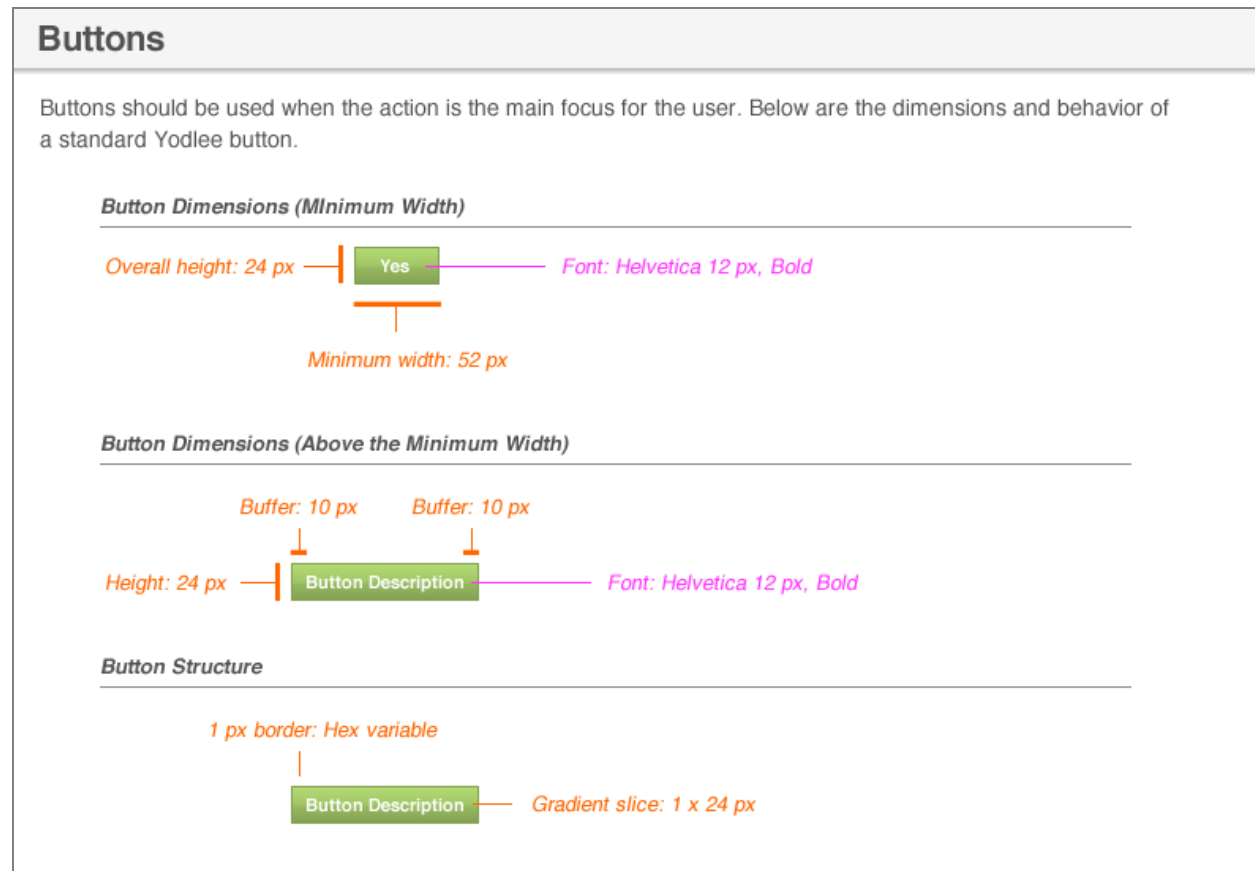 Buttons
Buttons should be used when the action is the main focus for the user. Below are the dimensions and behavior of
a standard Yodlee button.
Button Dimensions (MInimum Width)
Overall height: 24 px
Yes
Font: Helvetica 12 px, Bold
Minimum width: 52 px
Button Dimensions (Above the Minimum Width)
Buffer: 10 px
Buffer: 10 px
Height: 24 px
Button Description
Font: Helvetica 12 px, Bold
Button Structure
1 px border: Hex variable
Button Description
Gradient slice: 1 x 24 px